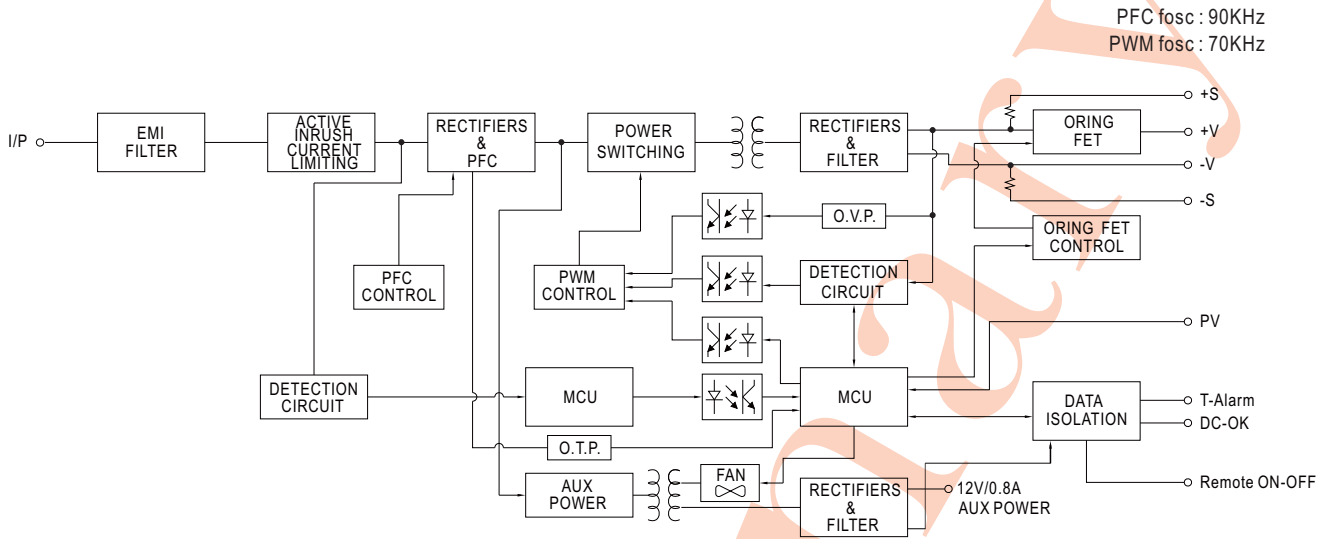 PFC fosc : 90KHz
PWM fosc : 70KHz
I/P
EMI
FILTER
ACTIVE
INRUSH
CURRENT
LIMITING
RECTIFIERS
&
PFC
POWER
SWITCHING
RECTIFIERS
&
FILTER
ORING
FET
+S
+V
-V
-S
O.V.P.
ORING FET
CONTROL
PFC
CONTROL
PWM
CONTROL
DETECTION
CIRCUIT
PV
DETECTION
CIRCUIT
MCU
MCU
DATA
ISOLATION
T-Alarm
DC-OK
O.T.P.
Remote ON-OFF
AUX
POWER
FAN
RECTIFIERS
&
FILTER
12V/0.8A
AUX POWER
nary